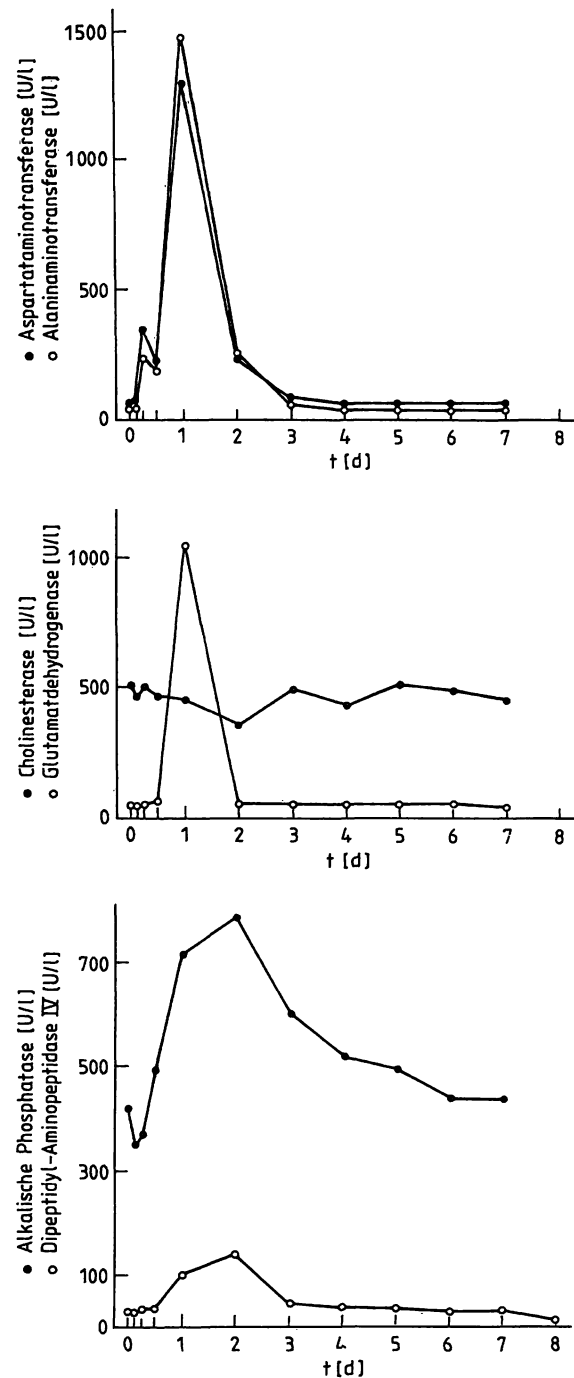 ● Aspartataminotransferase [U/l]
○ Alaninaminotransferase [U/l]
1500
1000
500
0
0 1 2 3 4 5 6 7 8
t [d]
● Cholinesterase [U/l]
○ Glutamatdehydrogenase [U/l]
1000
500
0
0 1 2 3 4 5 6 7 8
t [d]
● Alkalische Phosphatase [U/l]
○ Dipeptidyl-Aminopeptidase IV [U/l]
700
500
300
100
0
0 1 2 3 4 5 6 7 8
t [d]